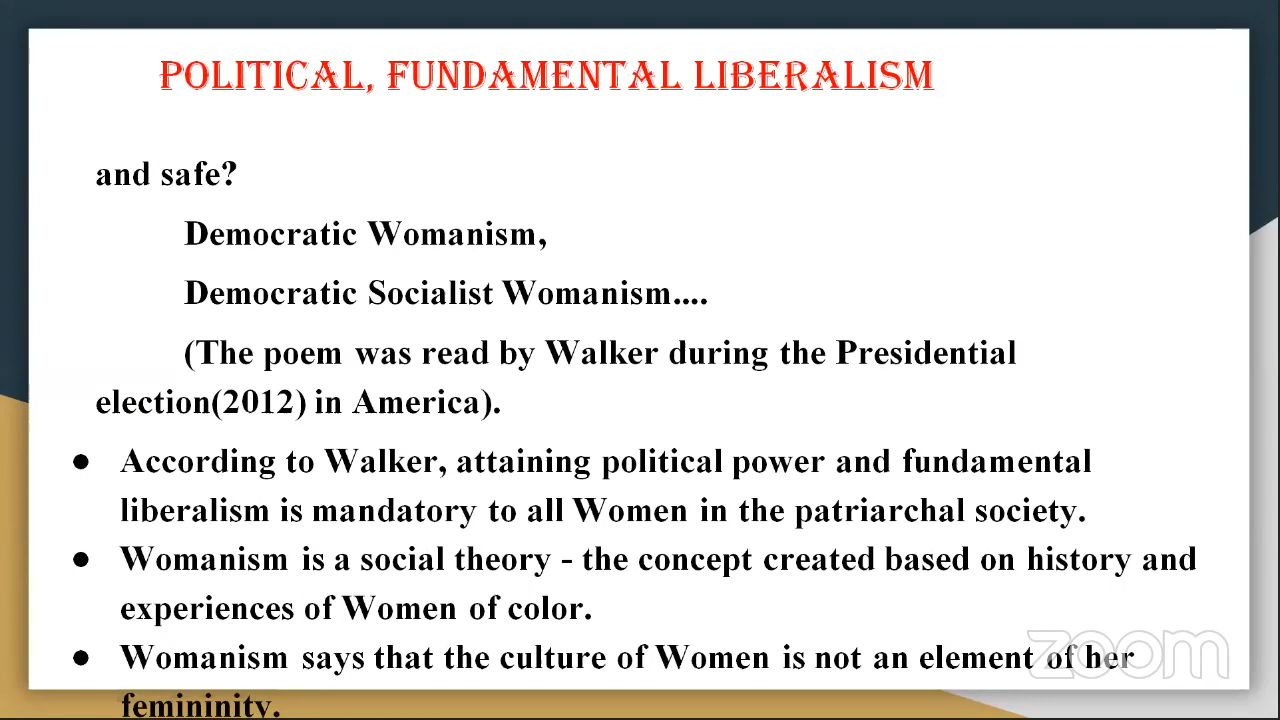 POLITICAL, FUNDAMENTAL LIBERALISM
and safe?
Democratic Womanism,
Democratic Socialist Womanism....
(The poem was read by Walker during the Presidential
election(2012) in America).
● According to Walker, attaining political power and fundamental
liberalism is mandatory to all Women in the patriarchal society.
● Womanism is a social theory - the concept created based on history and
experiences of Women of color.
● Womanism says that the culture of Women is not an element of her
femininity.
zoom